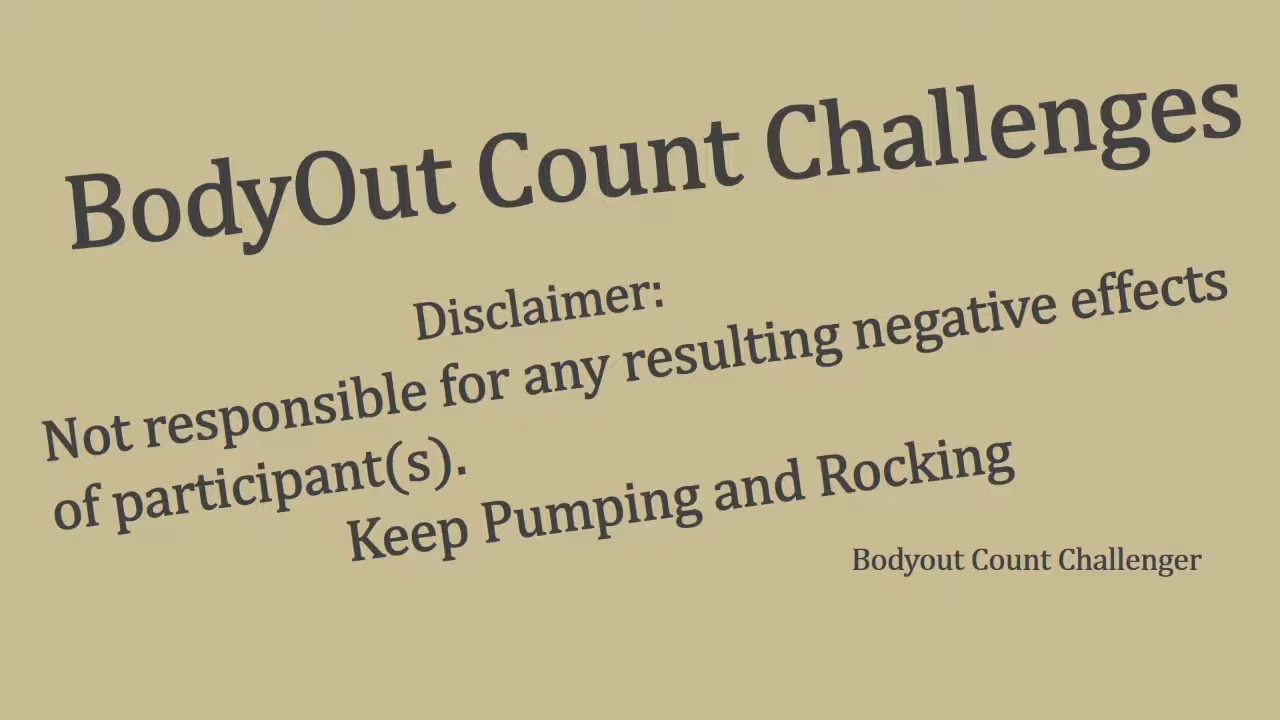 BodyOut Count Challenges
Disclaimer:
Not responsible for any resulting negative effects
of participant(s).
Keep Pumping and Rocking
Bodyout Count Challenger